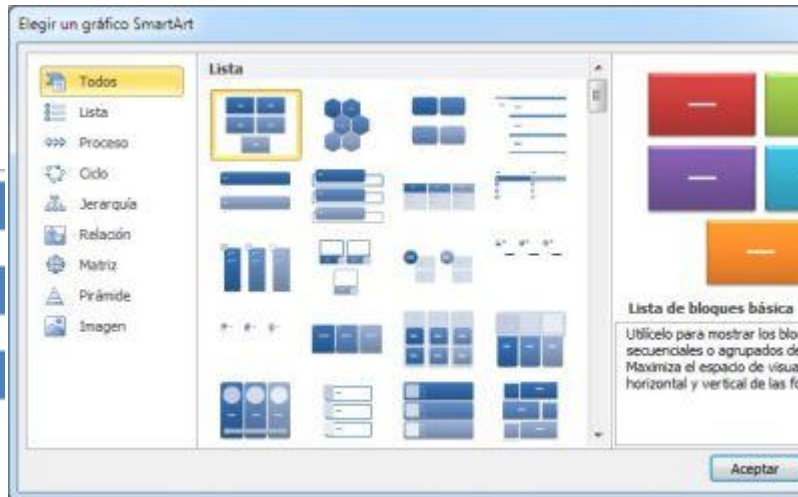 Elegir un gráfico SmartArt
Todos
Lista
Proceso
Ciclo
Jerarquía
Relación
Matriz
Pirámide
Imagen
Lista
Lista de bloques básica
Utilícelo para mostrar los blo
secuenciales o agrupados de
Maximiza el espacio de visua
horizontal y vertical de las fo
Aceptar